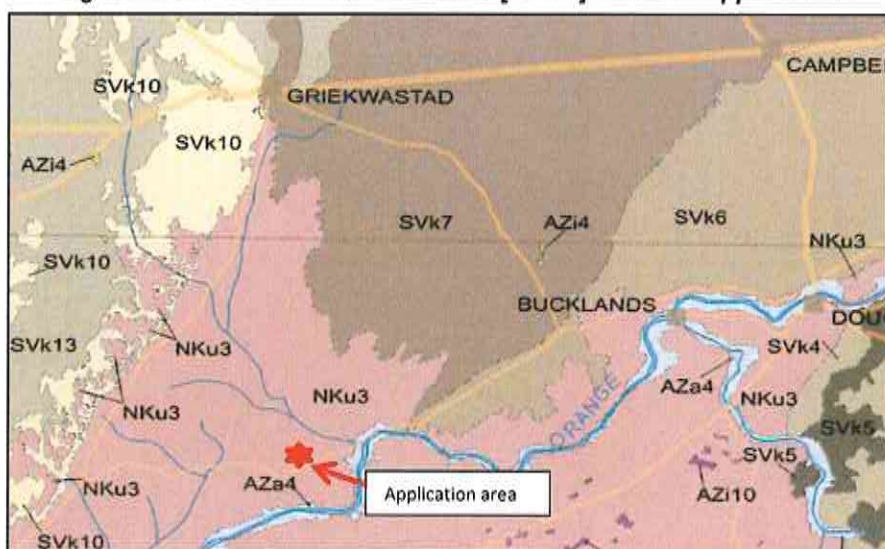 SVk10
CAMPBE
GRIEKWASTAD
SVk10
AZi4
SVk7
AZi4
SVk6
NKu3
SVk10
BUCKLANDS
DOU
SVk13
NKu3
SVk4
AZa4
NKu3
NKu3
NKu3
ORANGE
SVk5
SVk5
NKu3
AZa4
Application area
AZi10
SVk10